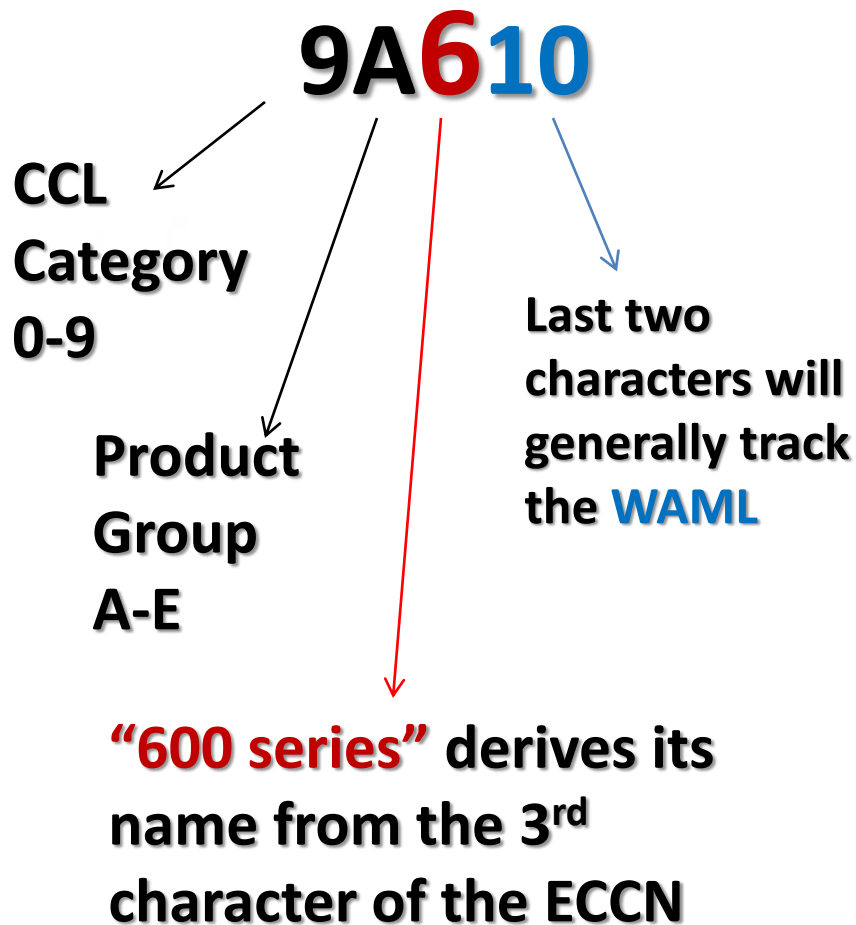 9A610
CCL
Category
0-9
Product
Group
A-E
Last two
characters will
generally track
the WAML
“600 series” derives its
name from the 3rd
character of the ECCN